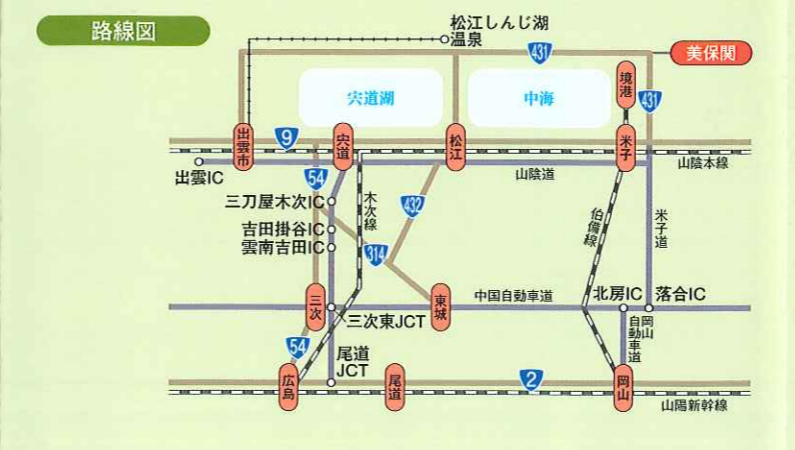 路線図
松江しんじ湖
温泉
431
美保関
宍道湖
中海
境港
431
出雲市
9
宍道
松江
米子
山陰本線
出雲IC
54
山陰道
三刀屋木次IC
木次線
432
伯備線
米子道
吉田掛谷IC
雲南吉田IC
314
三次
東城
中国自動車道
北房IC
落合IC
三次東JCT
岡山
自動車道
54
尾道
JCT
広島
尾道
2
岡山
山陽新幹線